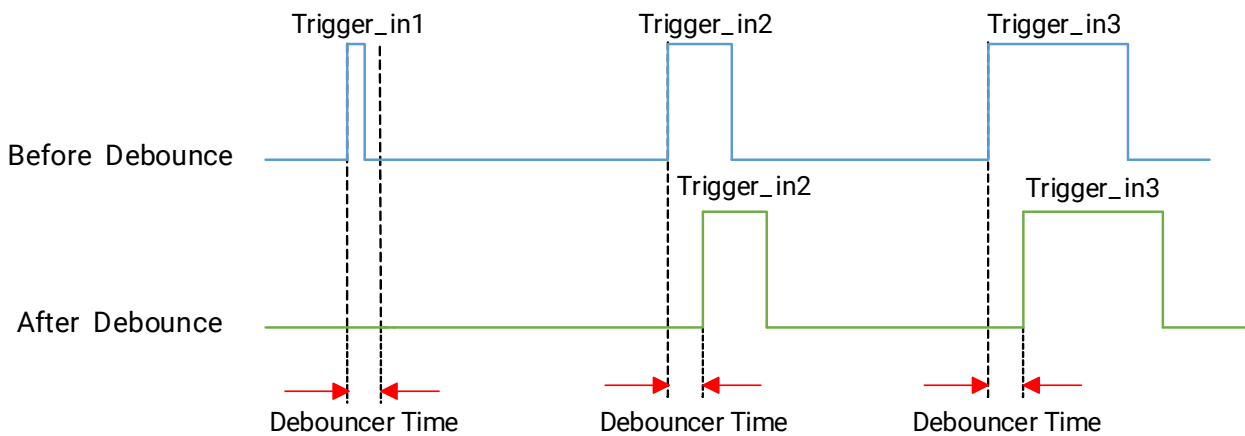 Trigger_in1
Trigger_in2
Trigger_in3
Before Debounce
Trigger_in2
Trigger_in3
After Debounce
Debouncer Time
Debouncer Time
Debouncer Time